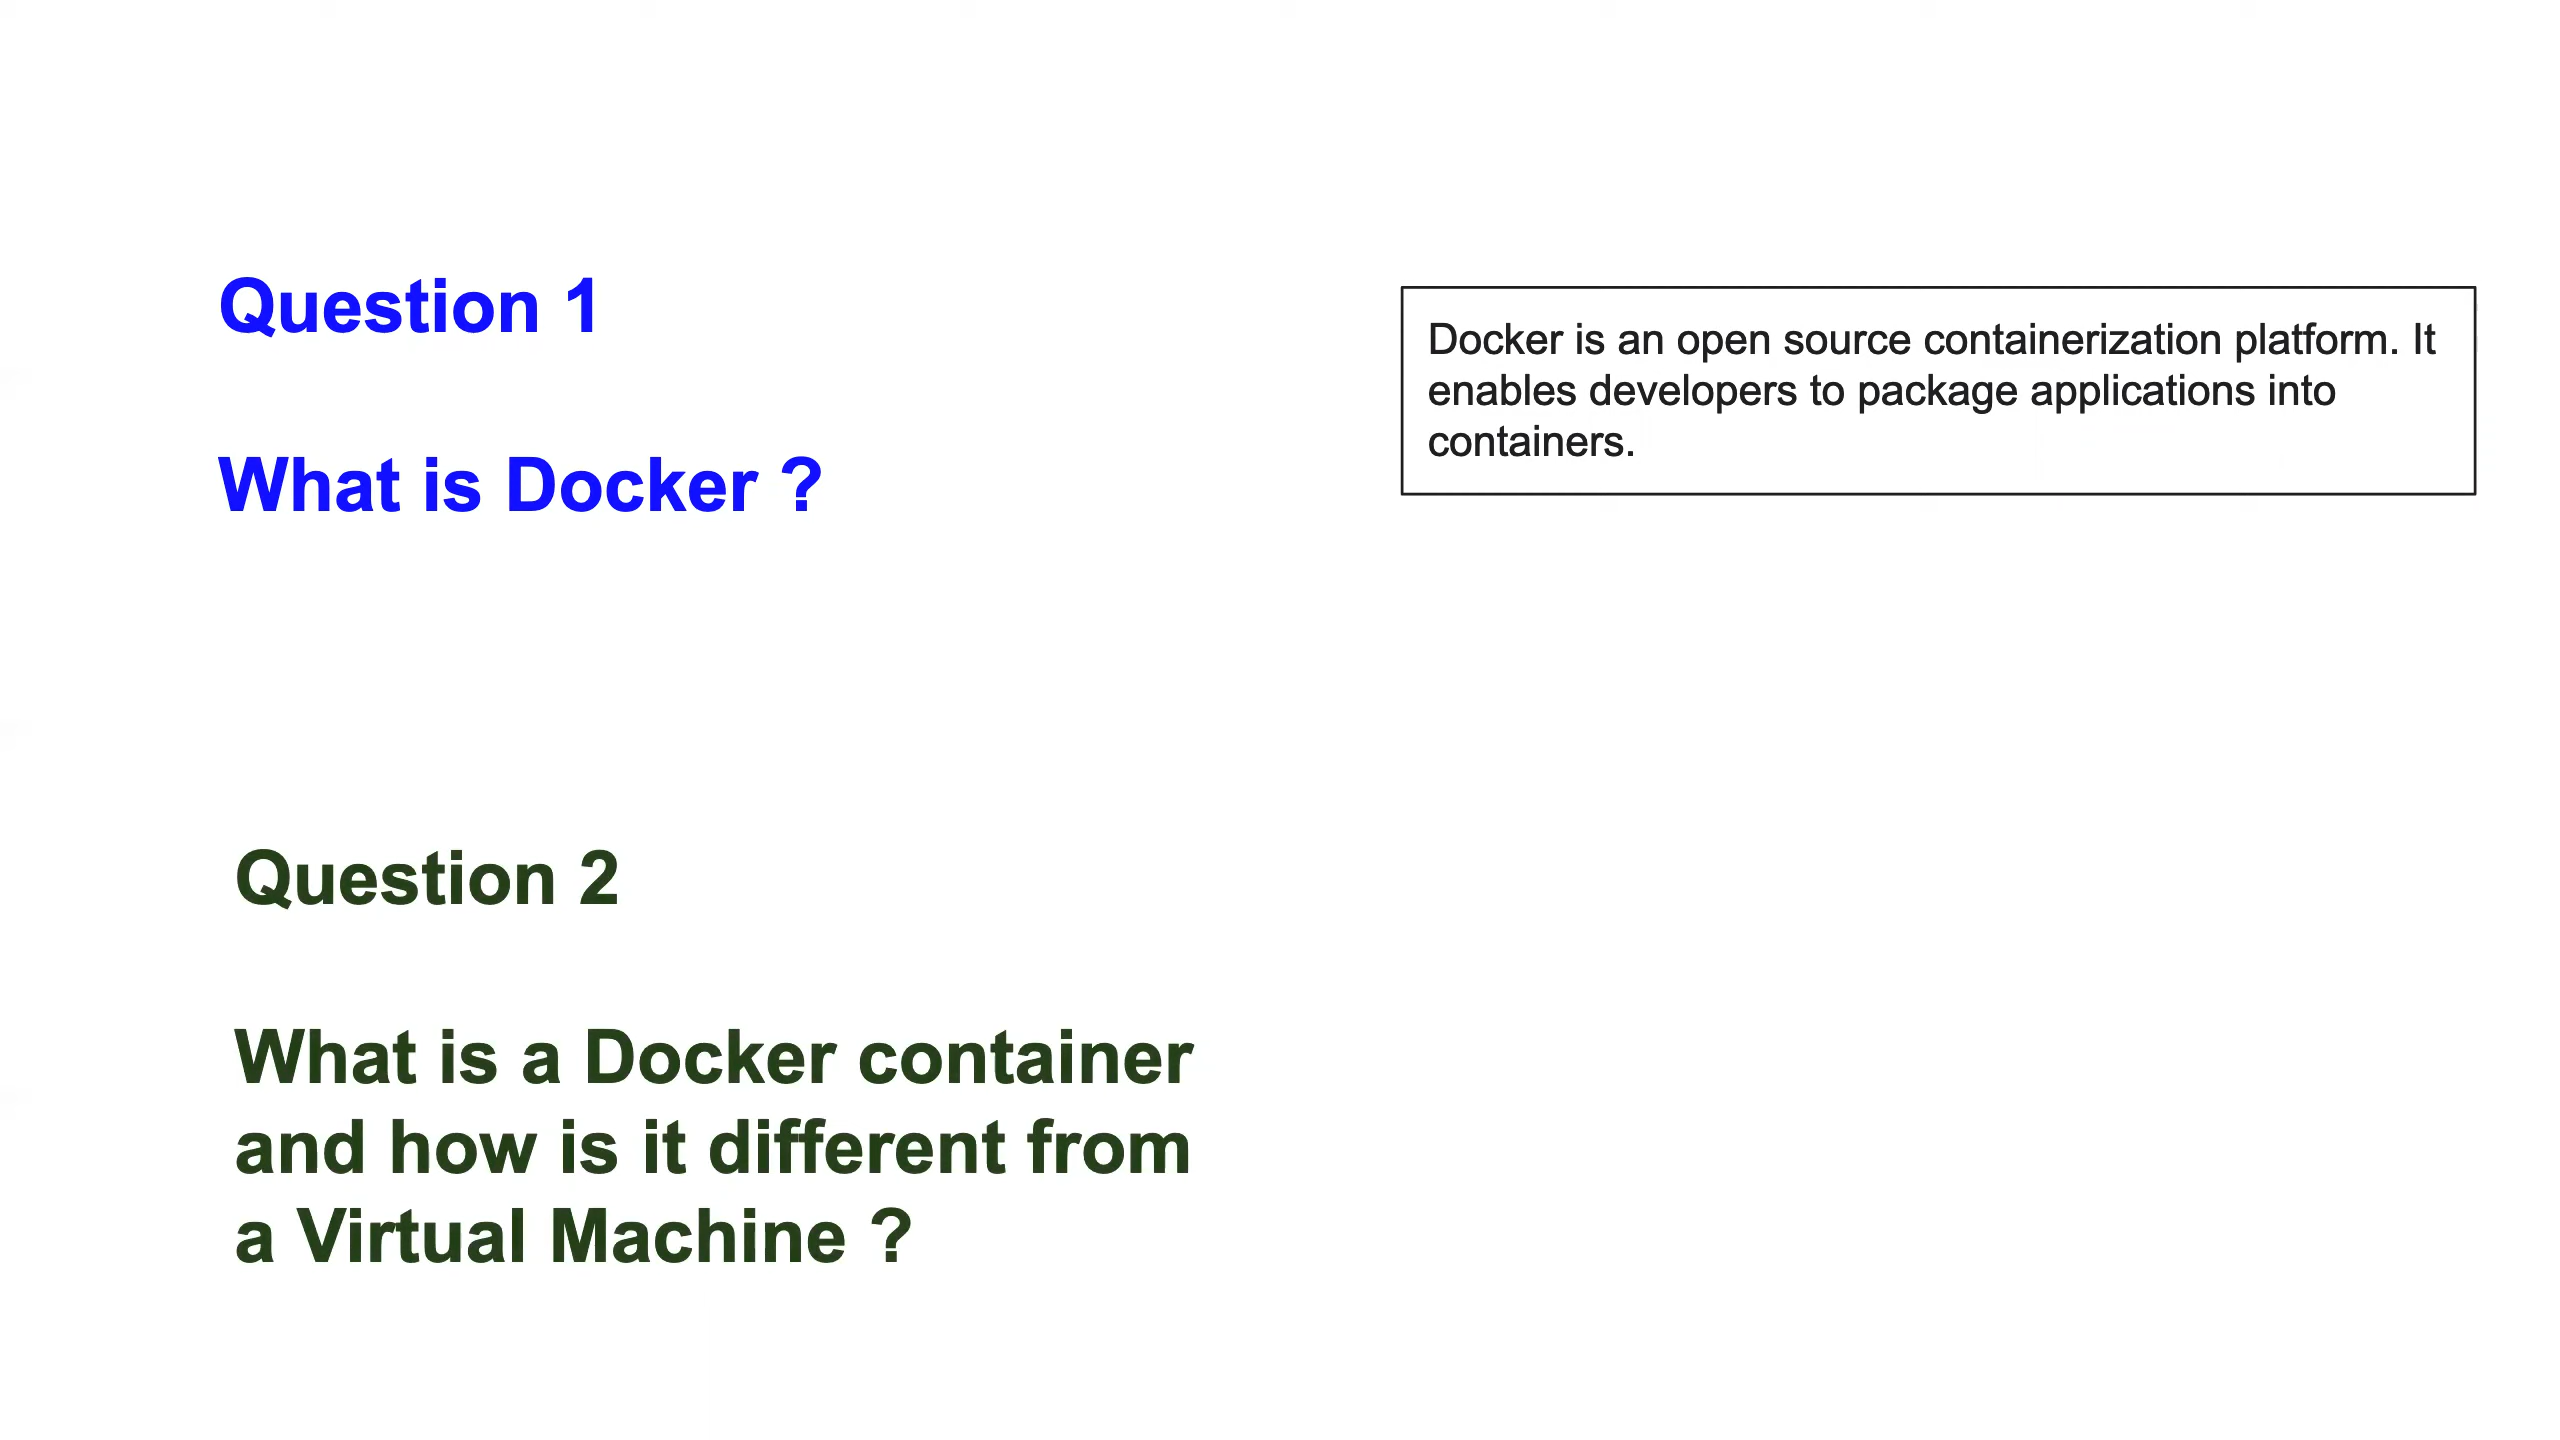 Question 1
What is Docker ?
Docker is an open source containerization platform. It
enables developers to package applications into
containers.
Question 2
What is a Docker container
and how is it different from
a Virtual Machine ?